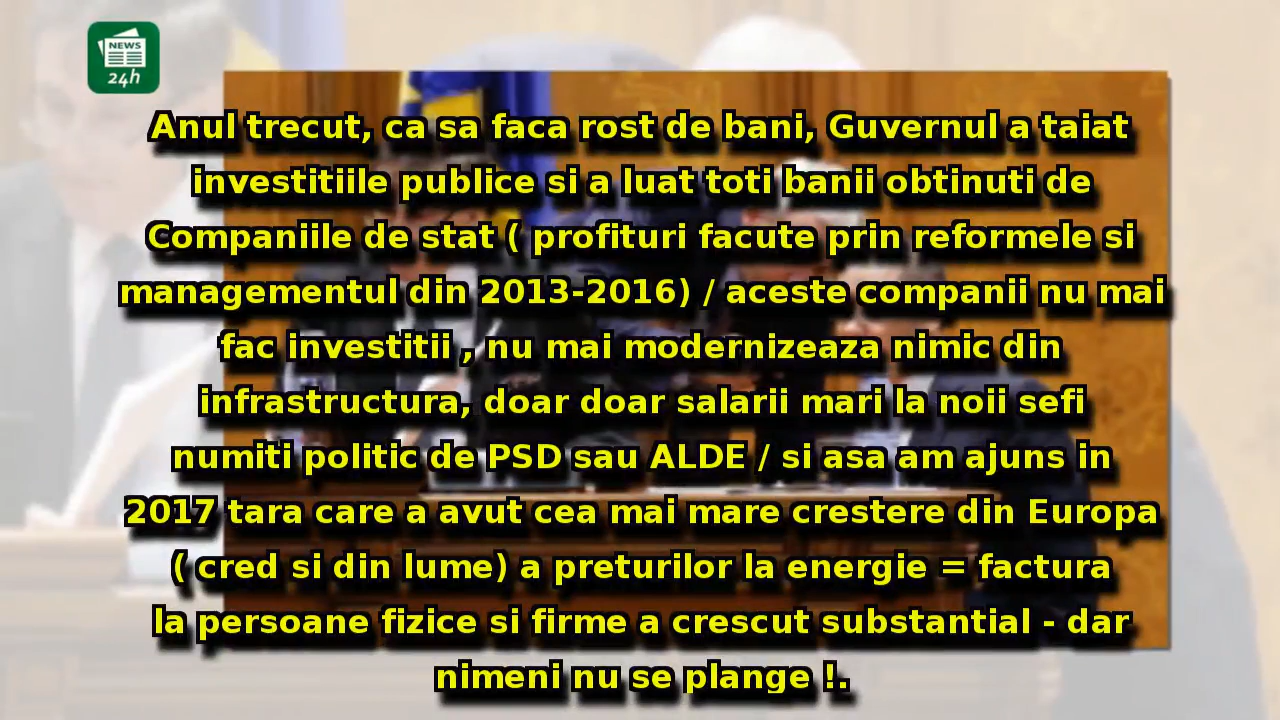 NEWS
24h
Anul trecut, ca sa faca rost de bani, Guvernul a taiat
investitiile publice si a luat toti banii obtinuti de
Companiile de stat ( profituri facute prin reformele si
managementul din 2013-2016) / aceste companii nu mai
fac investitii , nu mai modernizeaza nimic din
infrastructura, doar doar salarii mari la noii sefi
numiti politic de PSD sau ALDE / si asa am ajuns in
2017 tara care a avut cea mai mare crestere din Europa
( cred si din lume) a preturilor la energie = factura
la persoane fizice si firme a crescut substantial - dar
nimeni nu se plange !.